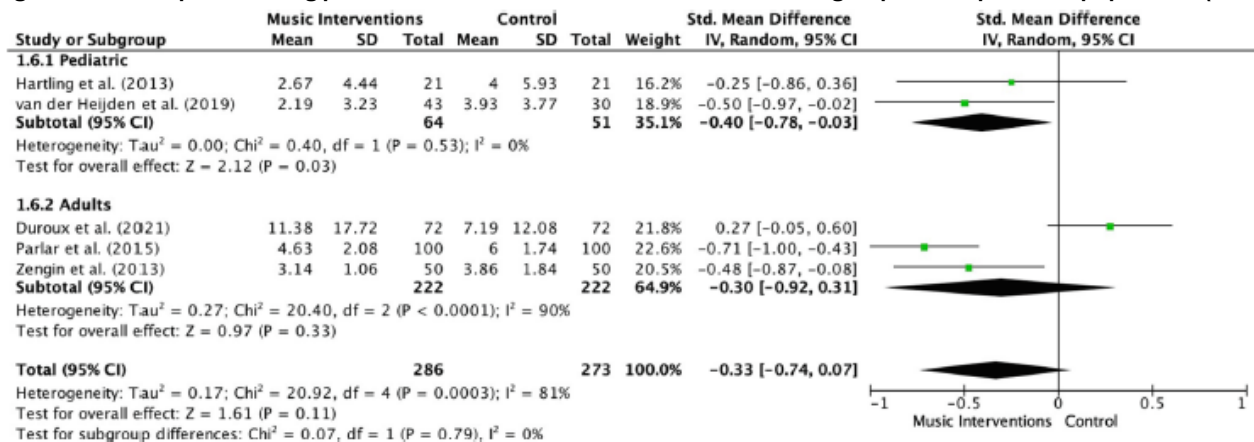 Music Interventions Control Std. Mean Difference Std. Mean Difference
Study or Subgroup Mean SD Total Mean SD Total Weight IV, Random, 95% CI IV, Random, 95% CI
1.6.1 Pediatric
Hartling et al. (2013) 2.67 4.44 21 4 5.93 21 16.2% -0.25 [-0.86, 0.36]
van der Heijden et al. (2019) 2.19 3.23 43 3.93 3.77 30 18.9% -0.50 [-0.97, -0.02]
Subtotal (95% CI) 64 51 35.1% -0.40 [-0.78, -0.03]
Heterogeneity: Tau² = 0.00; Chi² = 0.40, df = 1 (P = 0.53); I² = 0%
Test for overall effect: Z = 2.12 (P = 0.03)
1.6.2 Adults
Duroux et al. (2021) 11.38 17.72 72 7.19 12.08 72 21.8% 0.27 [-0.05, 0.60]
Parlar et al. (2015) 4.63 2.08 100 6 1.74 100 22.6% -0.71 [-1.00, -0.43]
Zengin et al. (2013) 3.14 1.06 50 3.86 1.84 50 20.5% -0.48 [-0.87, -0.08]
Subtotal (95% CI) 222 222 64.9% -0.30 [-0.92, 0.31]
Heterogeneity: Tau² = 0.27; Chi² = 20.40, df = 2 (P < 0.0001); I² = 90%
Test for overall effect: Z = 0.97 (P = 0.33)
Total (95% CI) 286 273 100.0% -0.33 [-0.74, 0.07]
Heterogeneity: Tau² = 0.17; Chi² = 20.92, df = 4 (P = 0.0003); I² = 81%
Test for overall effect: Z = 1.61 (P = 0.11)
Test for subgroup differences: Chi² = 0.07, df = 1 (P = 0.79), I² = 0%
-1 -0.5 0 0.5 1
Music Interventions Control